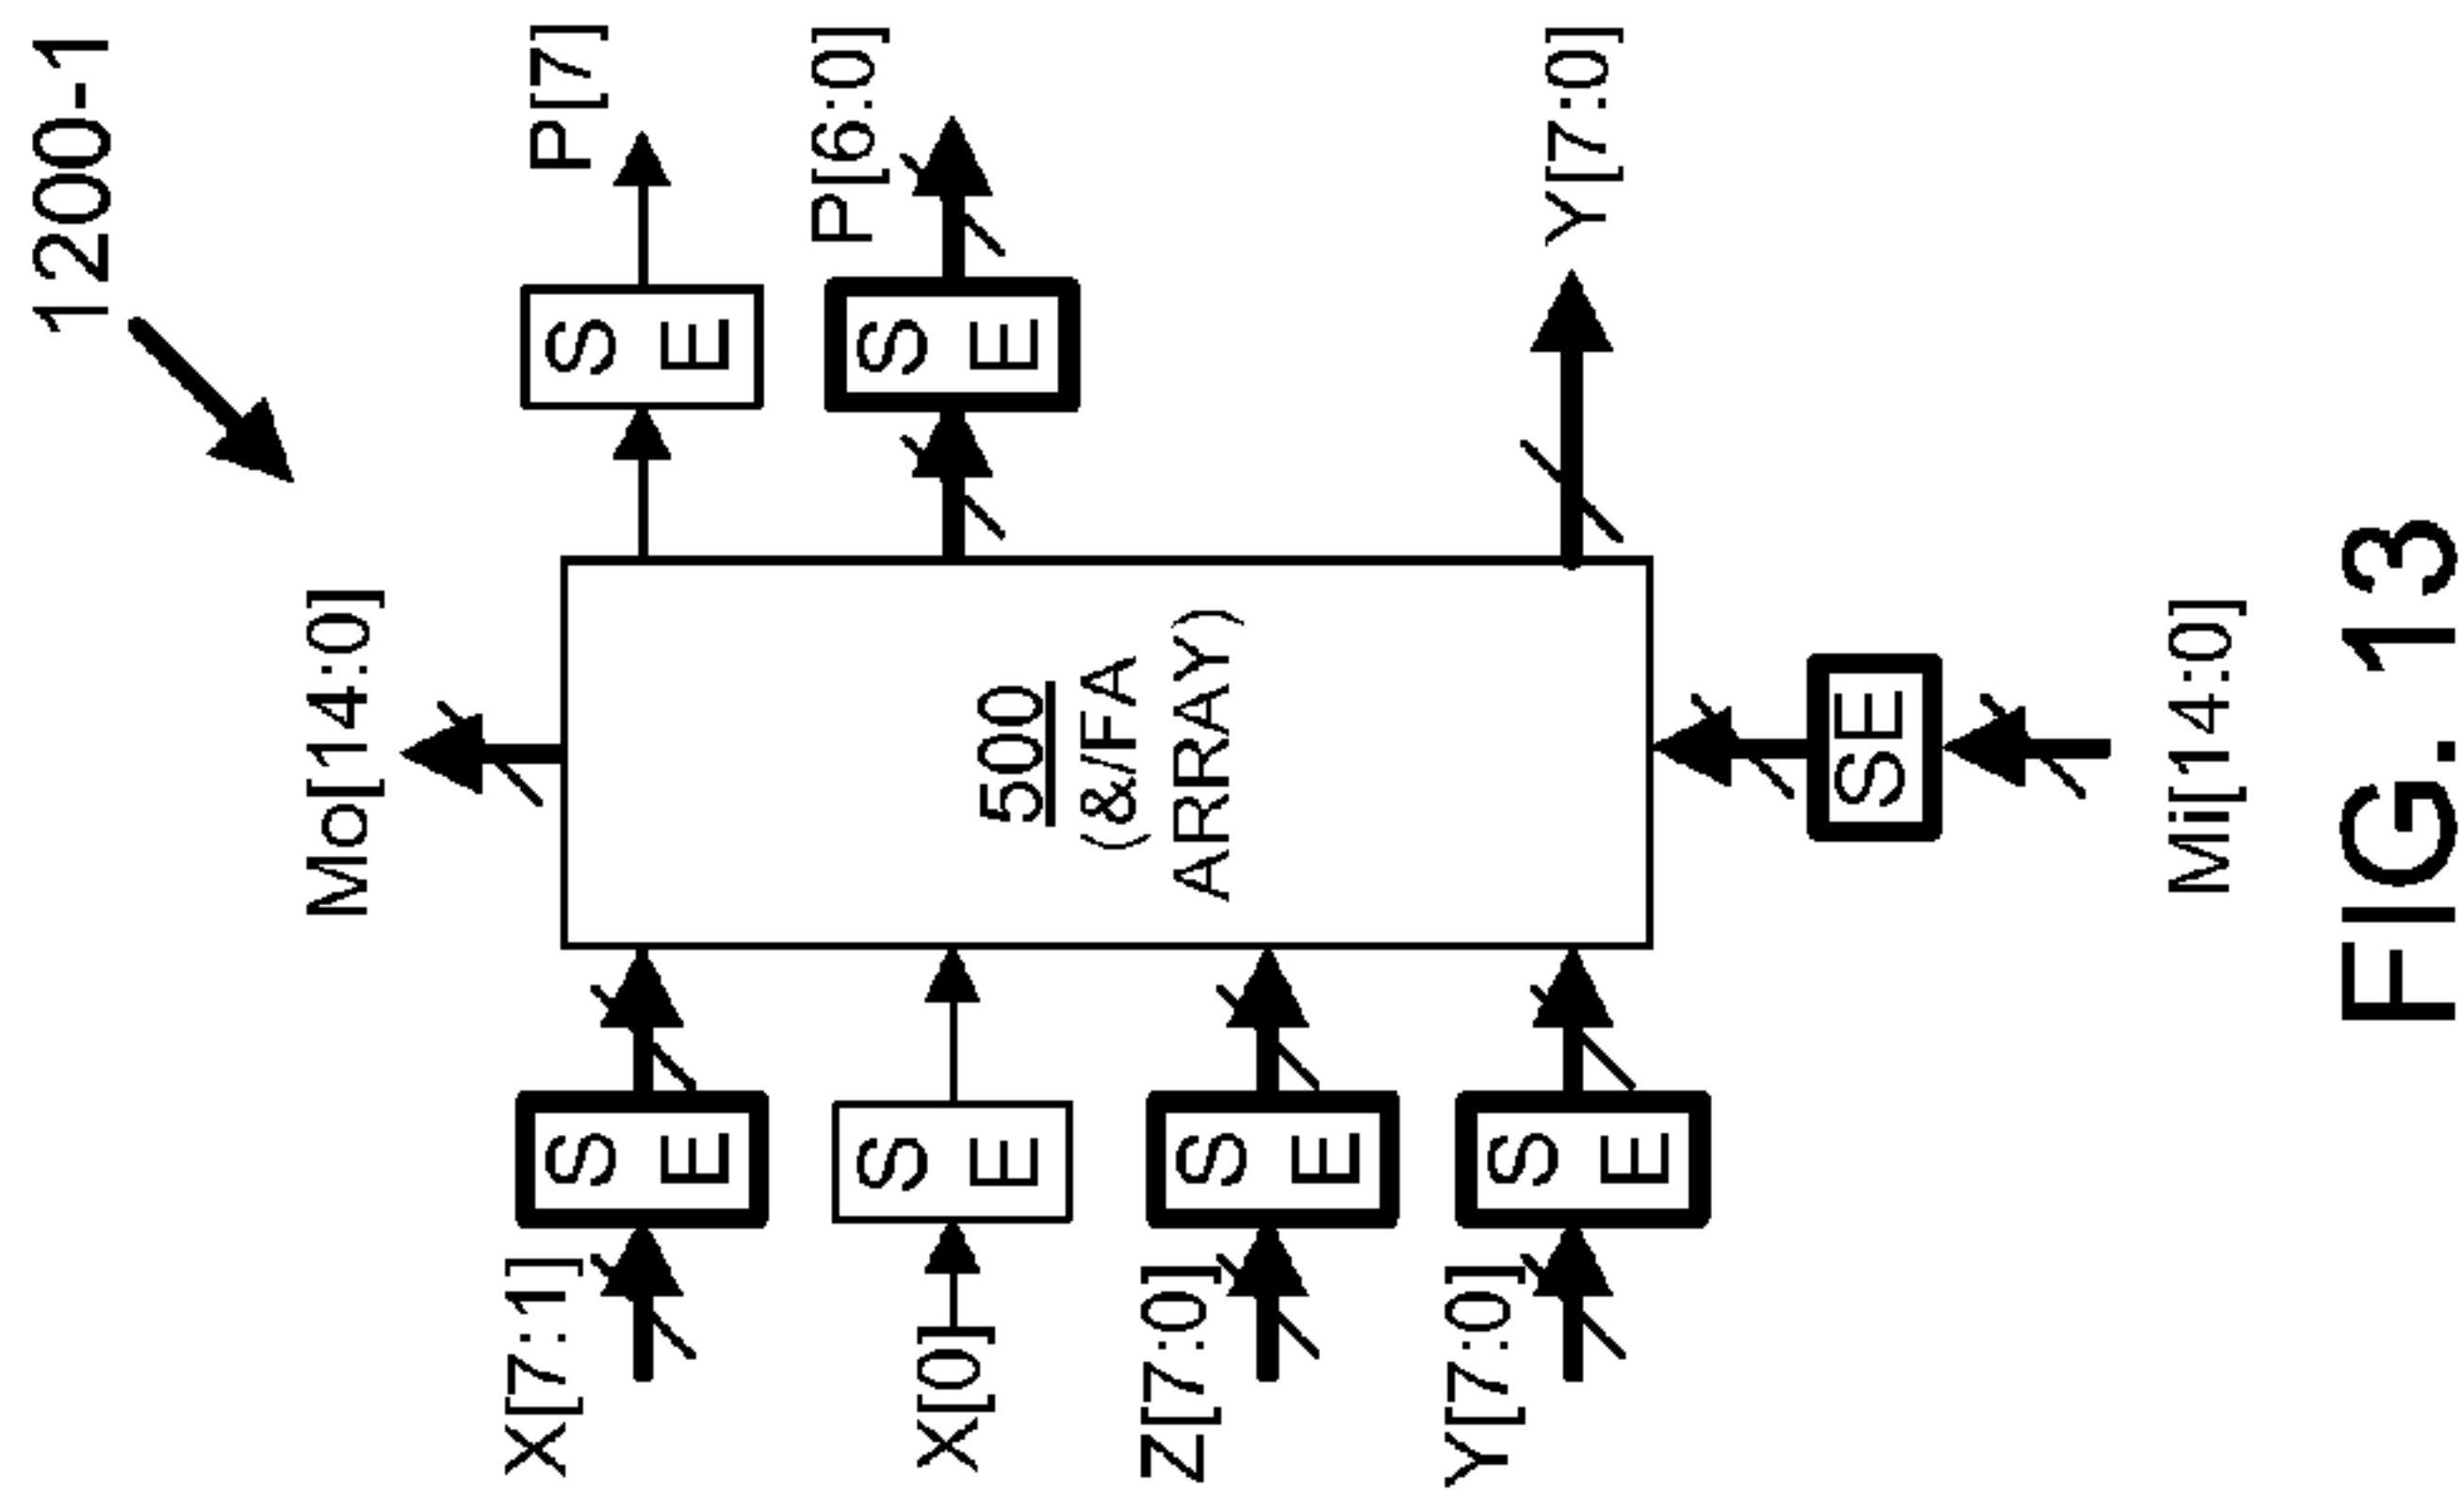 1200-1
Mo[14:0]
X[7:1]
S
E
S
E
P[7]
X[0]
S
E
S
E
P[6:0]
500
(&/FA
ARRAY)
Z[7:0]
S
E
Y[7:0]
S
E
Y[7:0]
SE
Mii[14:0]
FIG. 13